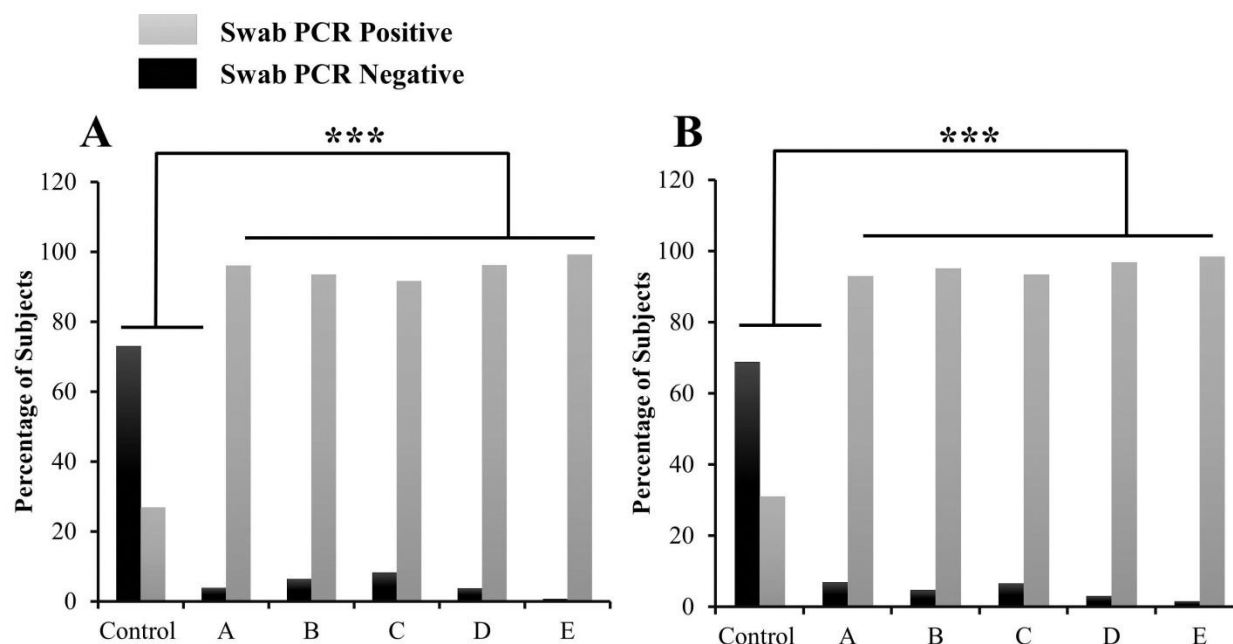 Swab PCR Positive
Swab PCR Negative
A
***
120
100
80
60
40
20
0
Percentage of Subjects
Control A B C D E
B
***
120
100
80
60
40
20
0
Percentage of Subjects
Control A B C D E